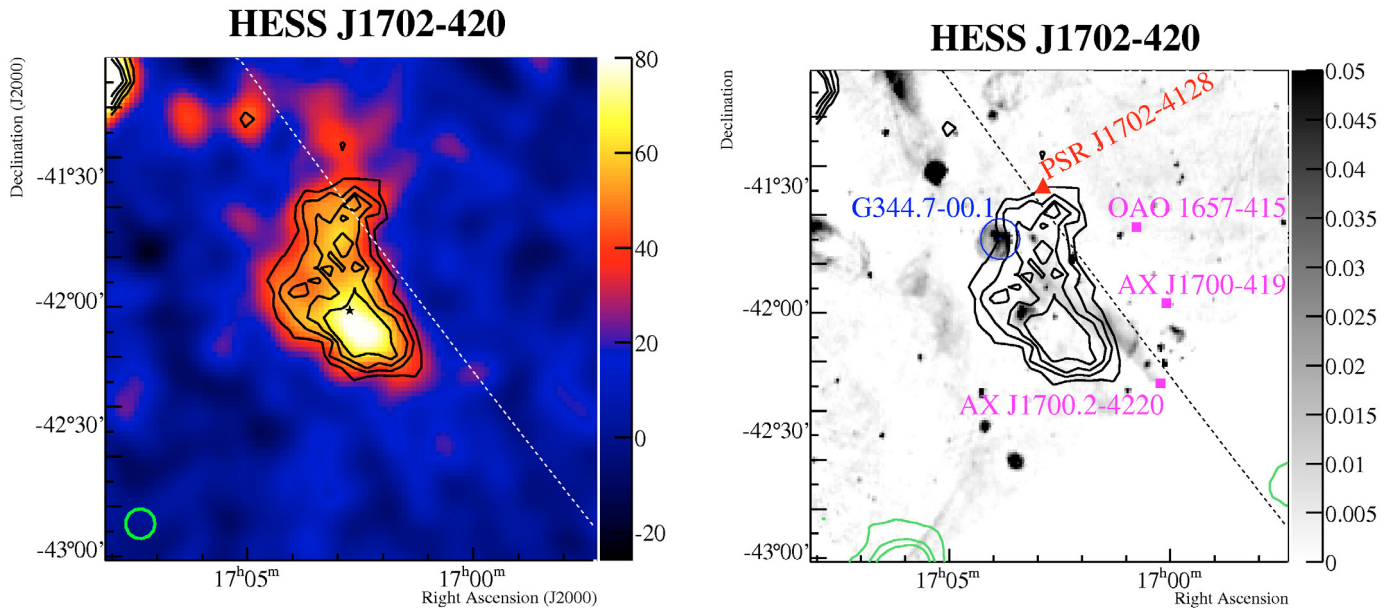 HESS J1702-420
Declination (J2000)
-41°30’
-42°00’
-42°30’
-43°00’
17h05m
17h00m
Right Ascension (J2000)
80
60
40
20
0
-20
HESS J1702-420
Declination
-41°30’
-42°00’
-42°30’
-43°00’
PSR J1702-4128
G344.7-00.1
OAO 1657-415
AX J1700-419
AX J1700.2-4220
17h05m
17h00m
Right Ascension
0.05
0.045
0.04
0.035
0.03
0.025
0.02
0.015
0.01
0.005
0